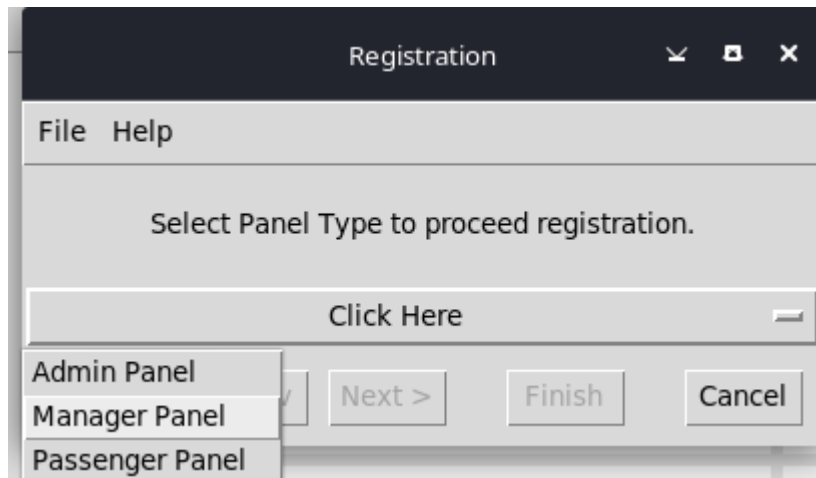 Registration
File Help
Select Panel Type to proceed registration.
Click Here
Admin Panel
Next > Finish Cancel
Manager Panel
Passenger Panel